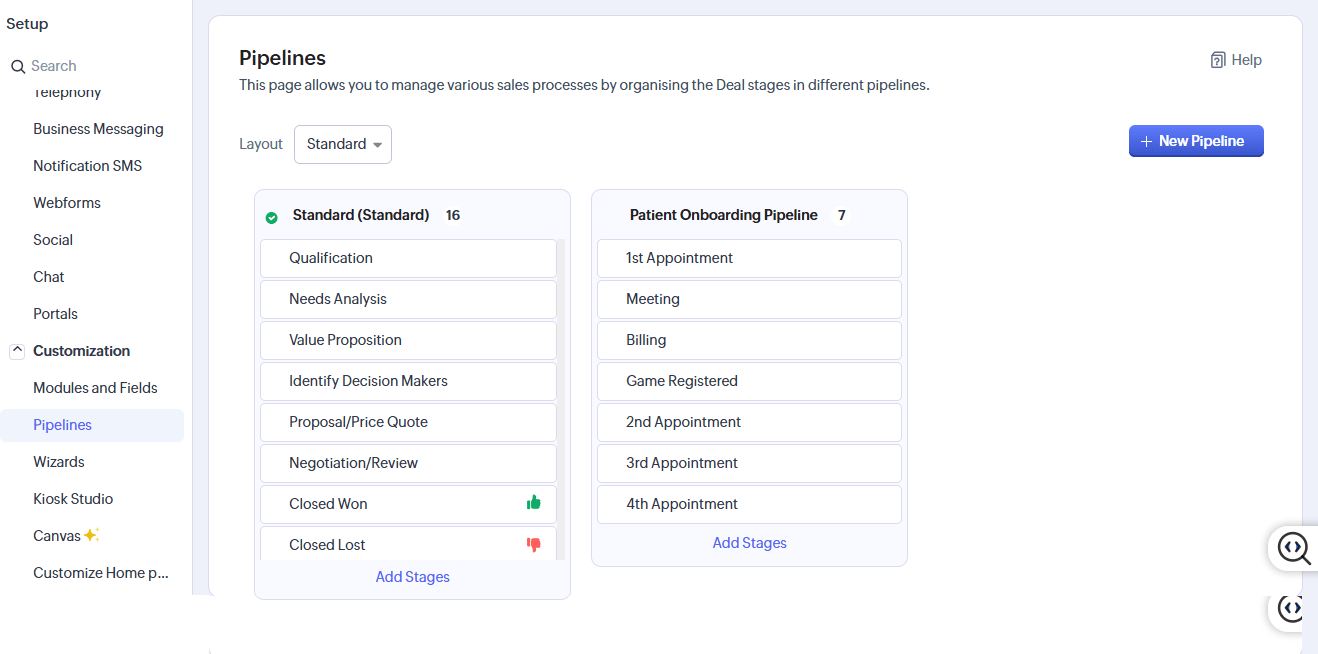 Setup
Search
Telephony
Business Messaging
Notification SMS
Webforms
Social
Chat
Portals
Customization
Modules and Fields
Pipelines
Wizards
Kiosk Studio
Canvas
Customize Home p...
Pipelines
Help
This page allows you to manage various sales processes by organising the Deal stages in different pipelines.
Layout
Standard
+ New Pipeline
Standard (Standard) 16
Qualification
Needs Analysis
Value Proposition
Identify Decision Makers
Proposal/Price Quote
Negotiation/Review
Closed Won
Closed Lost
Add Stages
Patient Onboarding Pipeline 7
1st Appointment
Meeting
Billing
Game Registered
2nd Appointment
3rd Appointment
4th Appointment
Add Stages